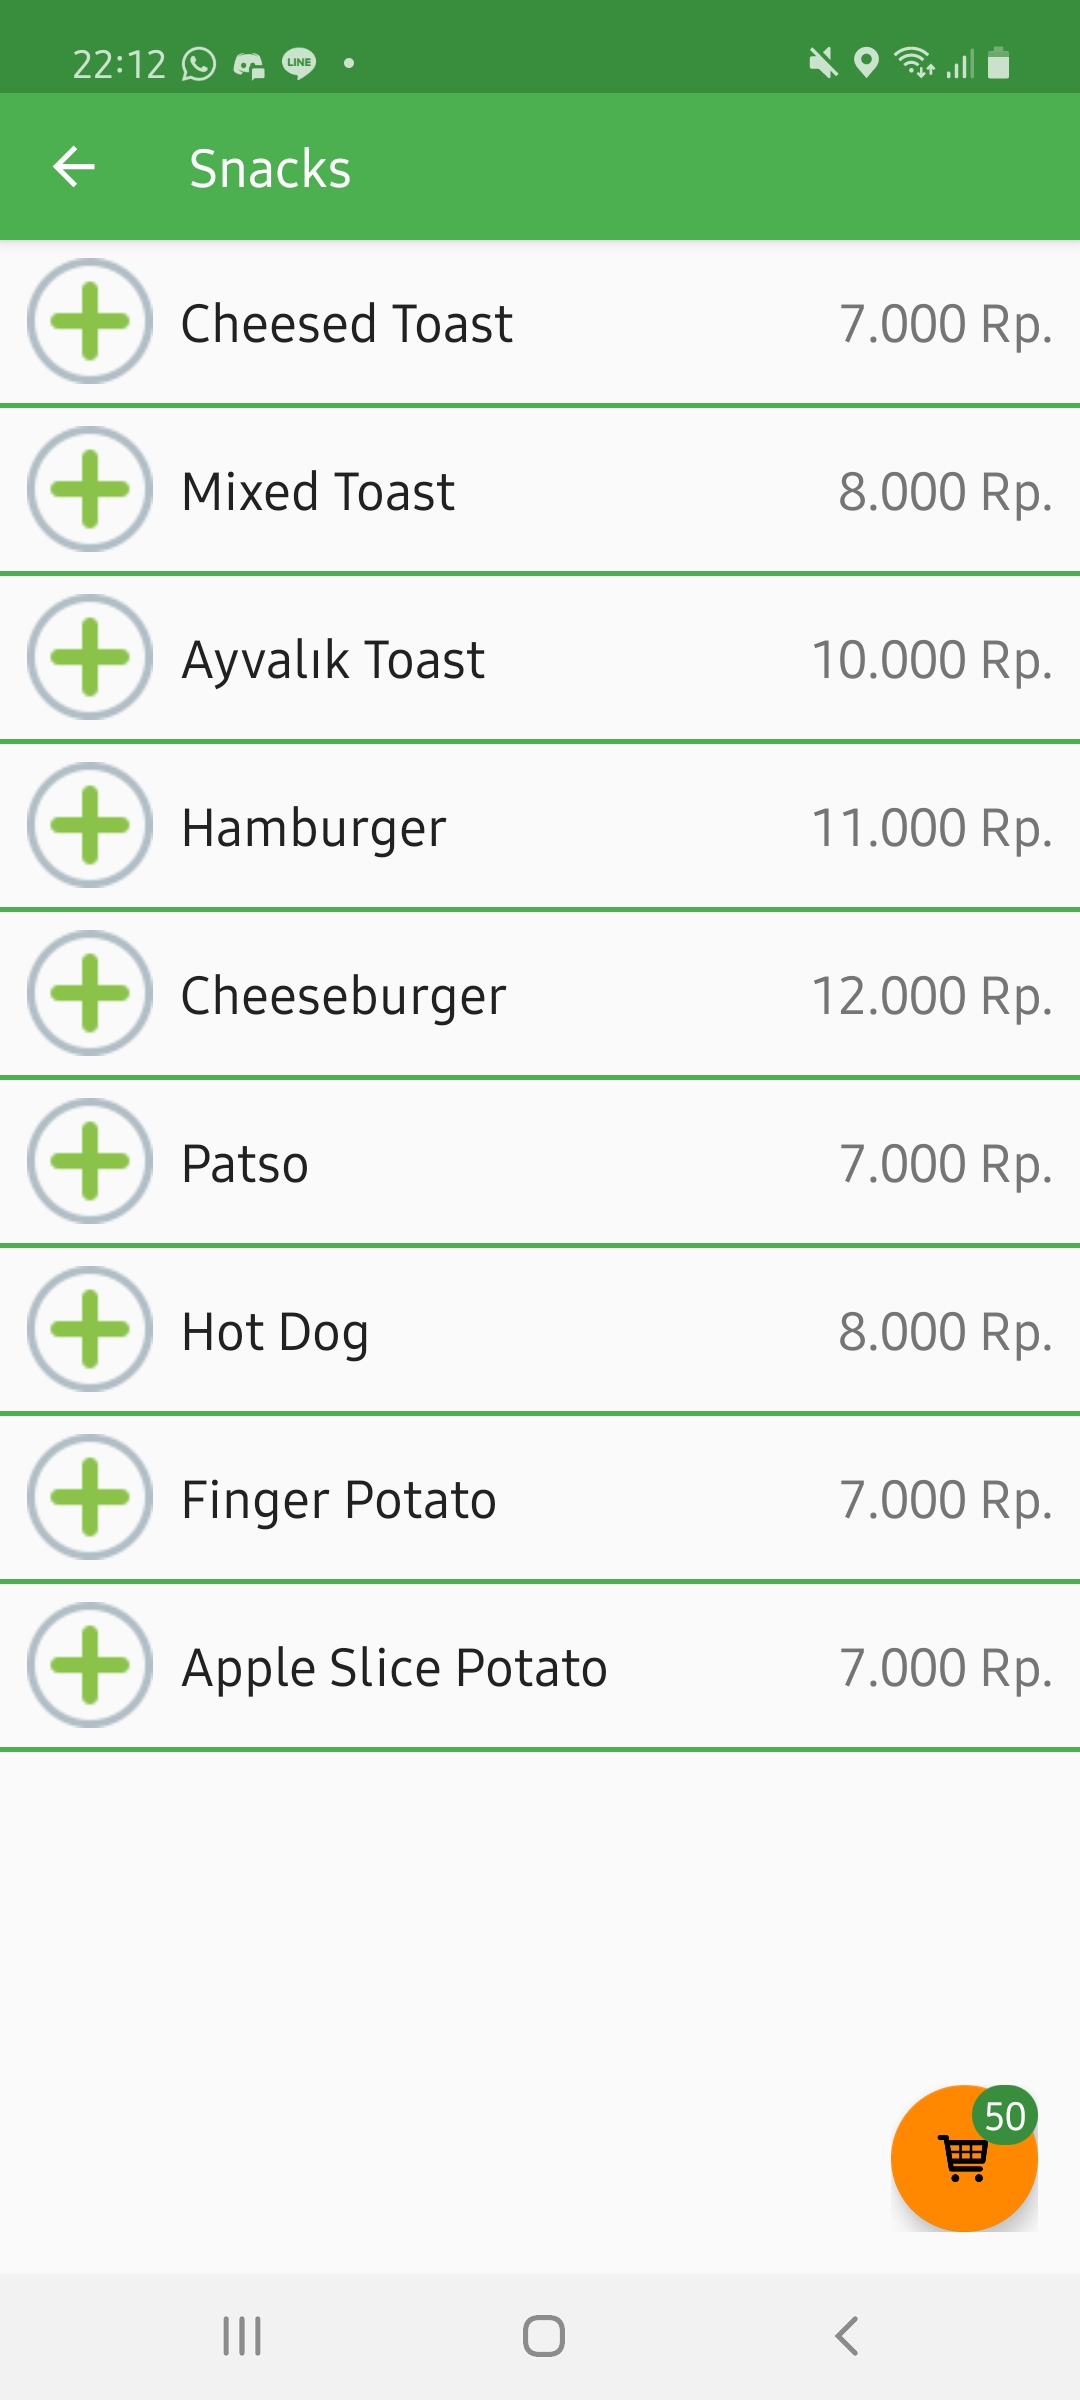 22:12 LINE
Snacks
Cheesed Toast 7.000 Rp.
Mixed Toast 8.000 Rp.
Ayvalık Toast 10.000 Rp.
Hamburger 11.000 Rp.
Cheeseburger 12.000 Rp.
Patso 7.000 Rp.
Hot Dog 8.000 Rp.
Finger Potato 7.000 Rp.
Apple Slice Potato 7.000 Rp.
50